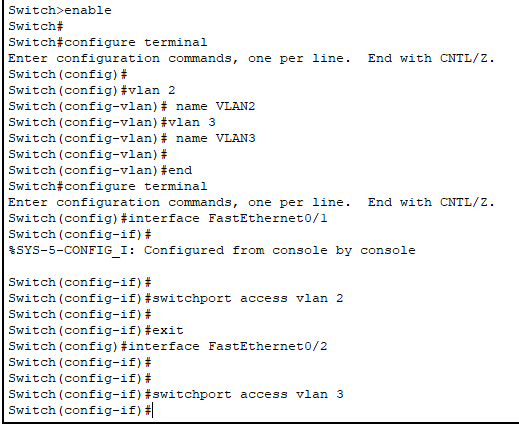 Switch>enable
Switch#
Switch#configure terminal
Enter configuration commands, one per line.  End with CNTL/Z.
Switch(config)#
Switch(config)#vlan 2
Switch(config-vlan)# name VLAN2
Switch(config-vlan)#vlan 3
Switch(config-vlan)# name VLAN3
Switch(config-vlan)#
Switch(config-vlan)#end
Switch#configure terminal
Enter configuration commands, one per line.  End with CNTL/Z.
Switch(config)#interface FastEthernet0/1
Switch(config-if)#
%SYS-5-CONFIG_I: Configured from console by console
Switch(config-if)#
Switch(config-if)#switchport access vlan 2
Switch(config-if)#
Switch(config-if)#exit
Switch(config)#interface FastEthernet0/2
Switch(config-if)#
Switch(config-if)#
Switch(config-if)#switchport access vlan 3
Switch(config-if)#